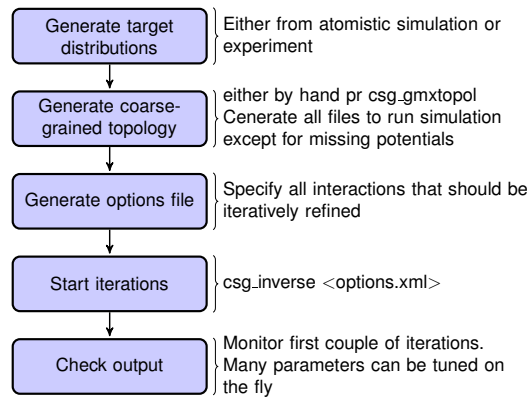 Generate target
distributions
Either from atomistic simulation or
experiment
Generate coarse-
grained topology
either by hand pr csg_gmxtopol
Cenerate all files to run simulation
except for missing potentials
Generate options file
Specify all interactions that should be
iteratively refined
Start iterations
csg_inverse <options.xml>
Check output
Monitor first couple of iterations.
Many parameters can be tuned on
the fly